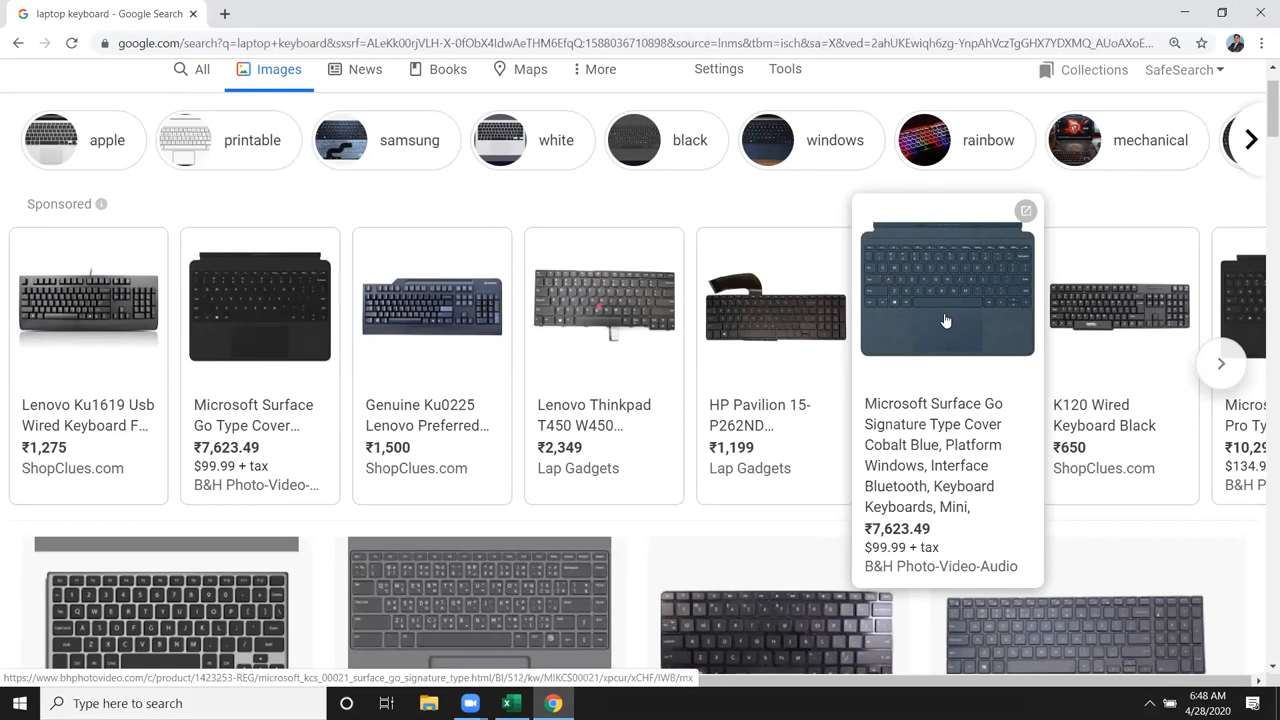 laptop keyboard - Google Search
google.com/search?q=laptop+keyboard&sxsrf=ALeKk00rjVLH-X-0fObX4IdwAeTHM6EfqQ:1588036710898&source=lnms&tbm=isch&sa=X&ved=2ahUKEwiqh6zg-YnpAhVczTgGHX7YDXMQ_AUoAXoE...
All
Images
News
Books
Maps
More
Settings
Tools
Collections
SafeSearch
apple
printable
samsung
white
black
windows
rainbow
mechanical
Sponsored
Lenovo Ku1619 Usb
Wired Keyboard F...
₹1,275
ShopClues.com
Microsoft Surface
Go Type Cover...
₹7,623.49
$99.99 + tax
B&H Photo-Video-...
Genuine Ku0225
Lenovo Preferred...
₹1,500
ShopClues.com
Lenovo Thinkpad
T450 W450...
₹2,349
Lap Gadgets
HP Pavilion 15-
P262ND...
₹1,199
Lap Gadgets
Microsoft Surface Go
Signature Type Cover
Cobalt Blue, Platform
Windows, Interface
Bluetooth, Keyboard
Keyboards, Mini,
₹7,623.49
$99.99 + tax
B&H Photo-Video-Audio
K120 Wired
Keyboard Black
₹650
ShopClues.com
Micros
Pro Ty
₹10,29
$134.9
B&H P
https://www.bhphotovideo.com/c/product/1423253-REG/microsoft_kcs_00021_surface_go_signature_type.html/BI/512/kw/MIKCS00021/xpcur/xCHF/IWB/mx
Type here to search
6:48 AM
4/28/2020